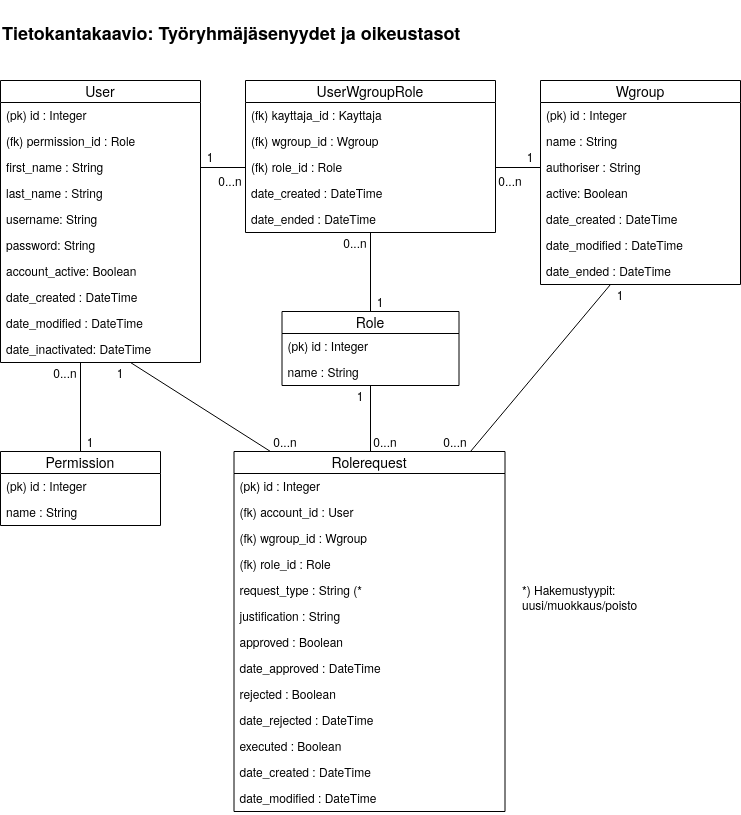 Tietokantakaavio: Työryhmäjäsenyydet ja oikeustasot
User
(pk) id : Integer
(fk) permission_id : Role
first_name : String
last_name : String
username: String
password: String
account_active: Boolean
date_created : DateTime
date_modified : DateTime
date_inactivated: DateTime
1
0...n
UserWgroupRole
(fk) kayttaja_id : Kayttaja
(fk) wgroup_id : Wgroup
(fk) role_id : Role
date_created : DateTime
date_ended : DateTime
1
0...n
Wgroup
(pk) id : Integer
name : String
authoriser : String
active: Boolean
date_created : DateTime
date_modified : DateTime
date_ended : DateTime
0...n
1
Role
(pk) id : Integer
name : String
1
0...n
1
0...n
1
0...n
1
Permission
(pk) id : Integer
name : String
0...n
Rolerequest
(pk) id : Integer
(fk) account_id : User
(fk) wgroup_id : Wgroup
(fk) role_id : Role
request_type : String (*
justification : String
approved : Boolean
date_approved : DateTime
rejected : Boolean
date_rejected : DateTime
executed : Boolean
date_created : DateTime
date_modified : DateTime
*) Hakemustyypit:
uusi/muokkaus/poisto